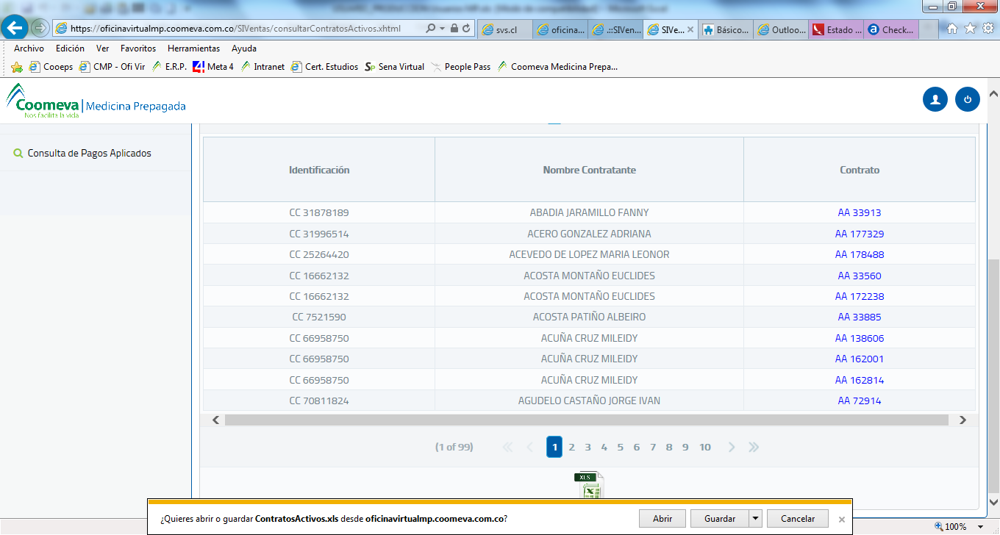 https://oficinavirtualmp.coomeva.com.co/SIVentas/consultarContratosActivos.xhtml
svs.cl
oficina...
.::SIVen...
SIVe...
Básico...
Outloo...
Estado ...
Check...
Archivo Edición Ver Favoritos Herramientas Ayuda
Cooeps CMP - Ofi Vir E.R.P. Meta 4 Intranet Cert. Estudios Sena Virtual People Pass Coomeva Medicina Prepa...
Coomeva | Medicina Prepagada
Nos facilita la vida
Consulta de Pagos Aplicados
Identificación Nombre Contratante Contrato
CC 31878189 ABADIA JARAMILLO FANNY AA 33913
CC 31996514 ACERO GONZALEZ ADRIANA AA 177329
CC 25264420 ACEVEDO DE LOPEZ MARIA LEONOR AA 178488
CC 16662132 ACOSTA MONTAÑO EUCLIDES AA 33560
CC 16662132 ACOSTA MONTAÑO EUCLIDES AA 172238
CC 7521590 ACOSTA PATIÑO ALBEIRO AA 33885
CC 66958750 ACUÑA CRUZ MILEIDY AA 138606
CC 66958750 ACUÑA CRUZ MILEIDY AA 162001
CC 66958750 ACUÑA CRUZ MILEIDY AA 162814
CC 70811824 AGUDELO CASTAÑO JORGE IVAN AA 72914
(1 of 99) 1 2 3 4 5 6 7 8 9 10
XLS
¿Quieres abrir o guardar ContratosActivos.xls desde oficinavirtualmp.coomeva.com.co? Abrir Guardar Cancelar
100%